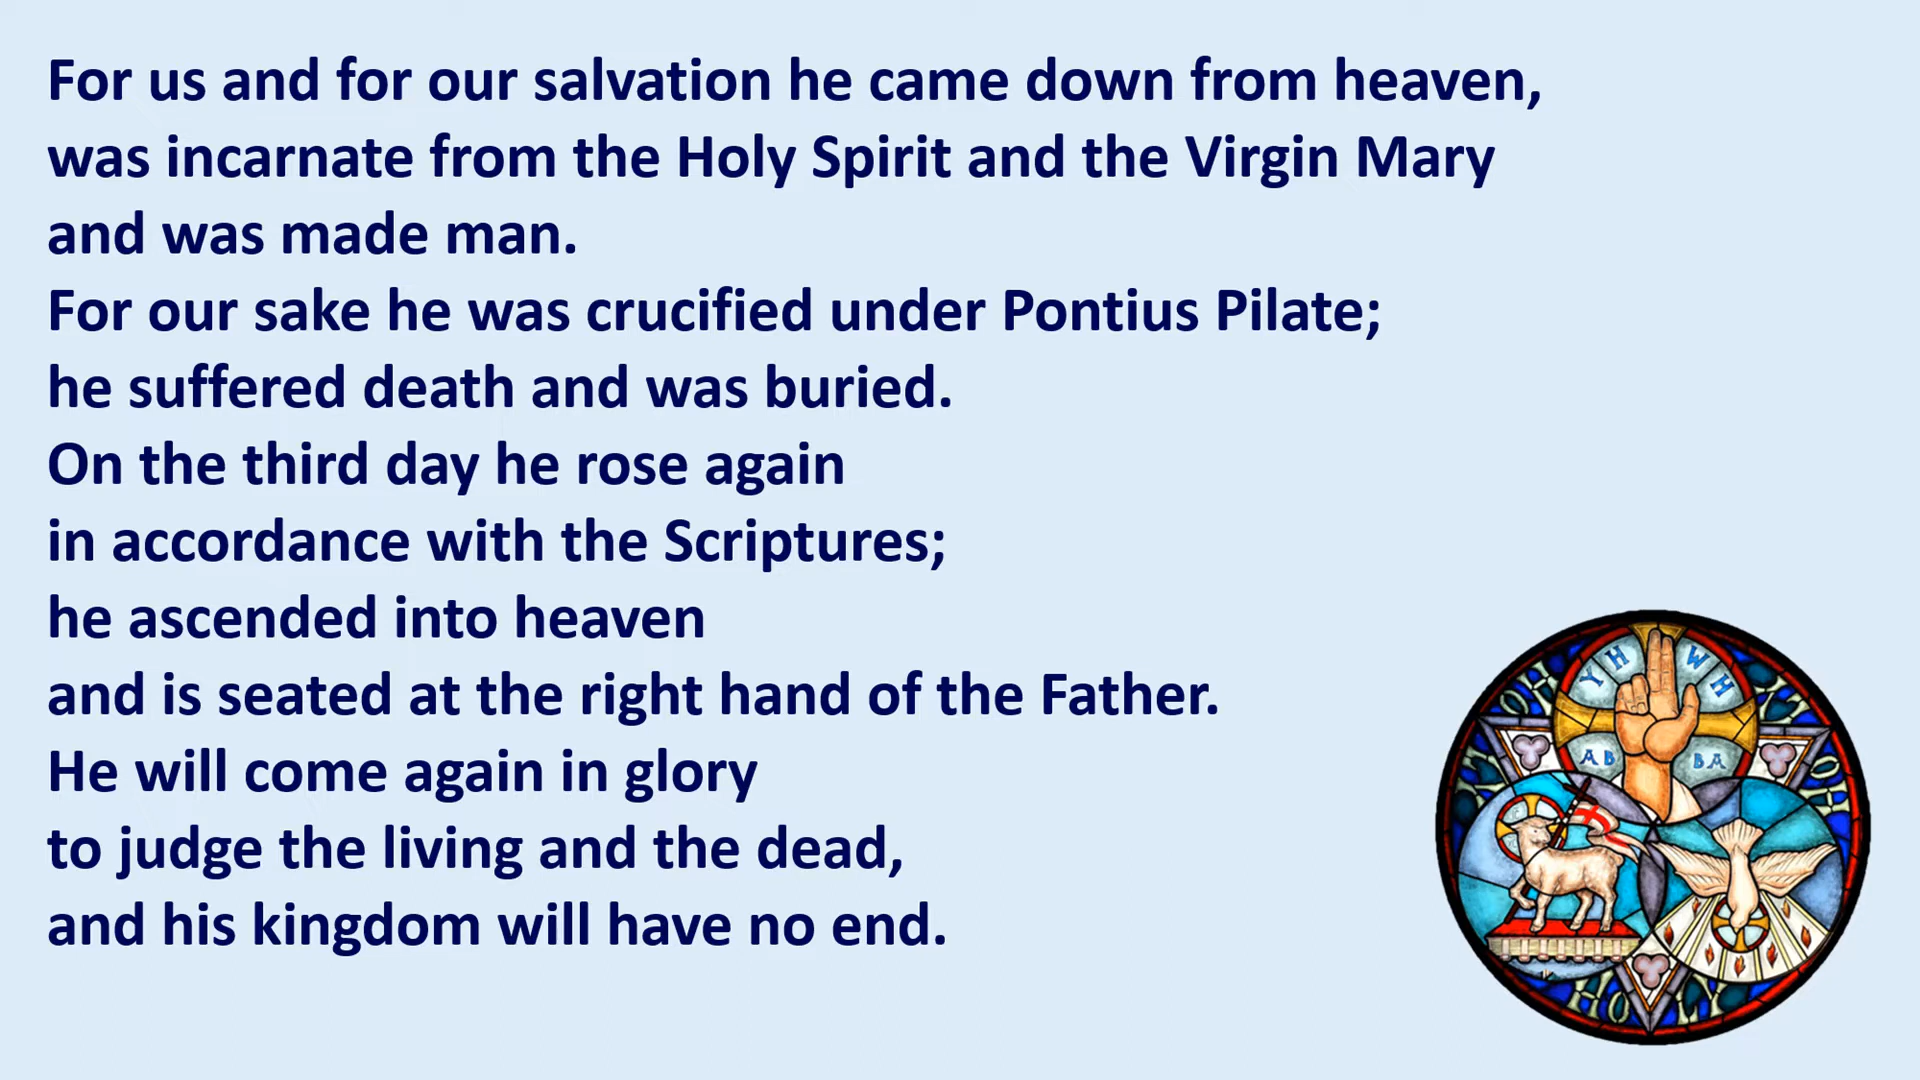 For us and for our salvation he came down from heaven,
was incarnate from the Holy Spirit and the Virgin Mary
and was made man.
For our sake he was crucified under Pontius Pilate;
he suffered death and was buried.
On the third day he rose again
in accordance with the Scriptures;
he ascended into heaven
and is seated at the right hand of the Father.
He will come again in glory
to judge the living and the dead,
and his kingdom will have no end.
YH WH
AB BA